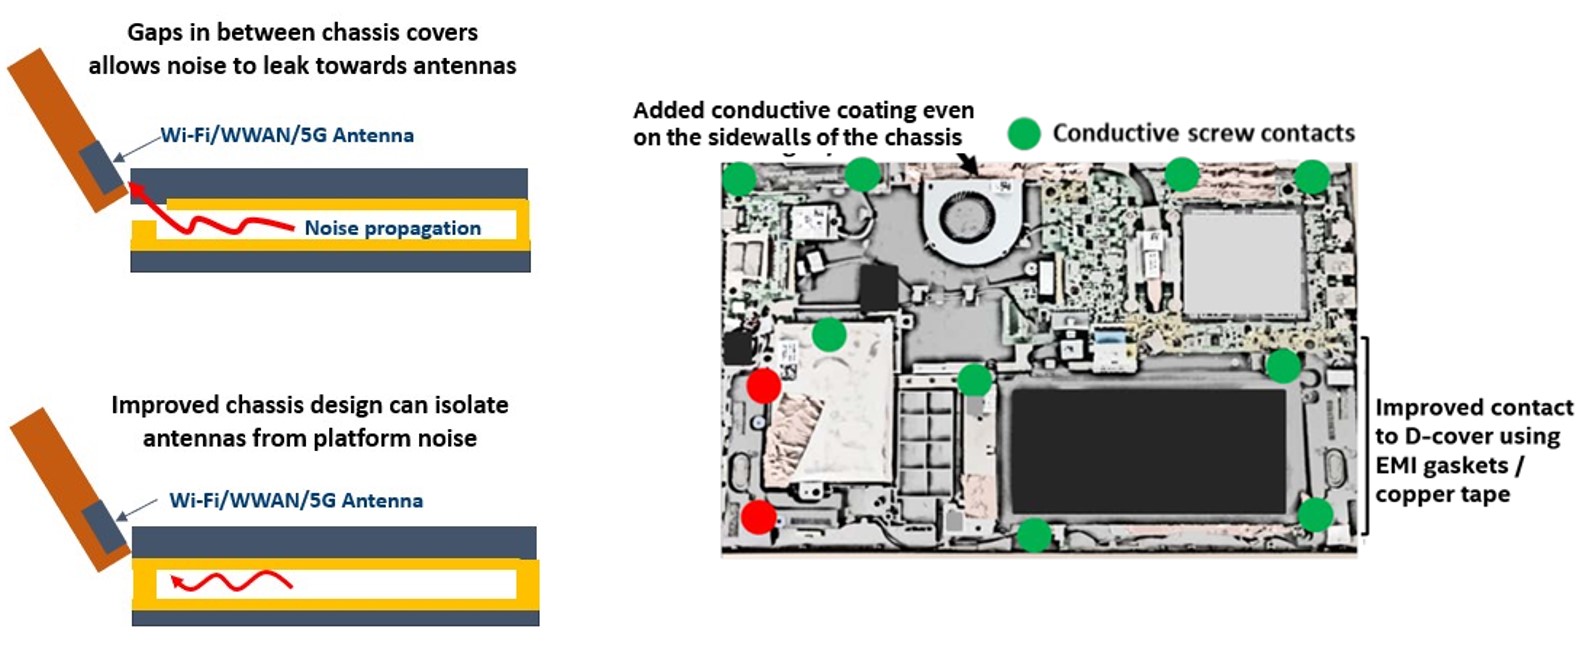 Gaps in between chassis covers
allows noise to leak towards antennas
Wi-Fi/WWAN/5G Antenna
Noise propagation
Improved chassis design can isolate
antennas from platform noise
Wi-Fi/WWAN/5G Antenna
Added conductive coating even
on the sidewalls of the chassis
Conductive screw contacts
Improved contact
to D-cover using
EMI gaskets /
copper tape